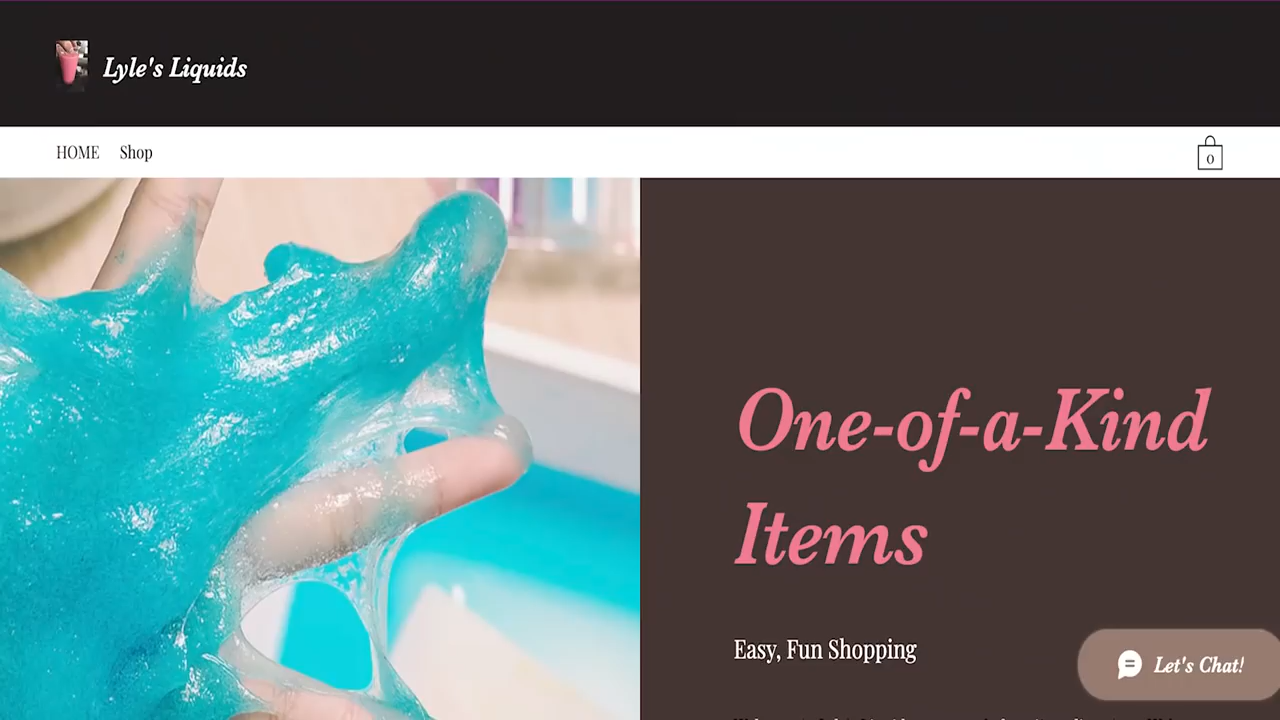 Lyle's Liquids
HOME Shop
0
One-of-a-Kind
Items
Easy, Fun Shopping
Let's Chat!